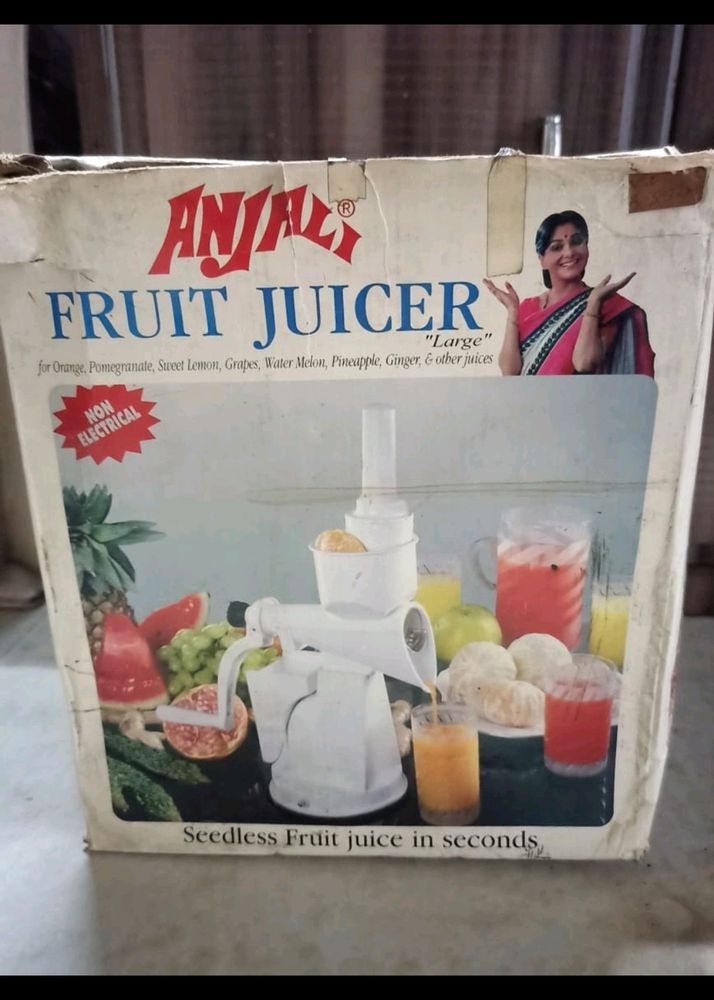 ANJALI®
FRUIT JUICER
"Large"
for Orange, Pomegranate, Sweet Lemon, Grapes, Water Melon, Pineapple, Ginger, & other juices
NON
ELECTRICAL
Seedless Fruit juice in seconds